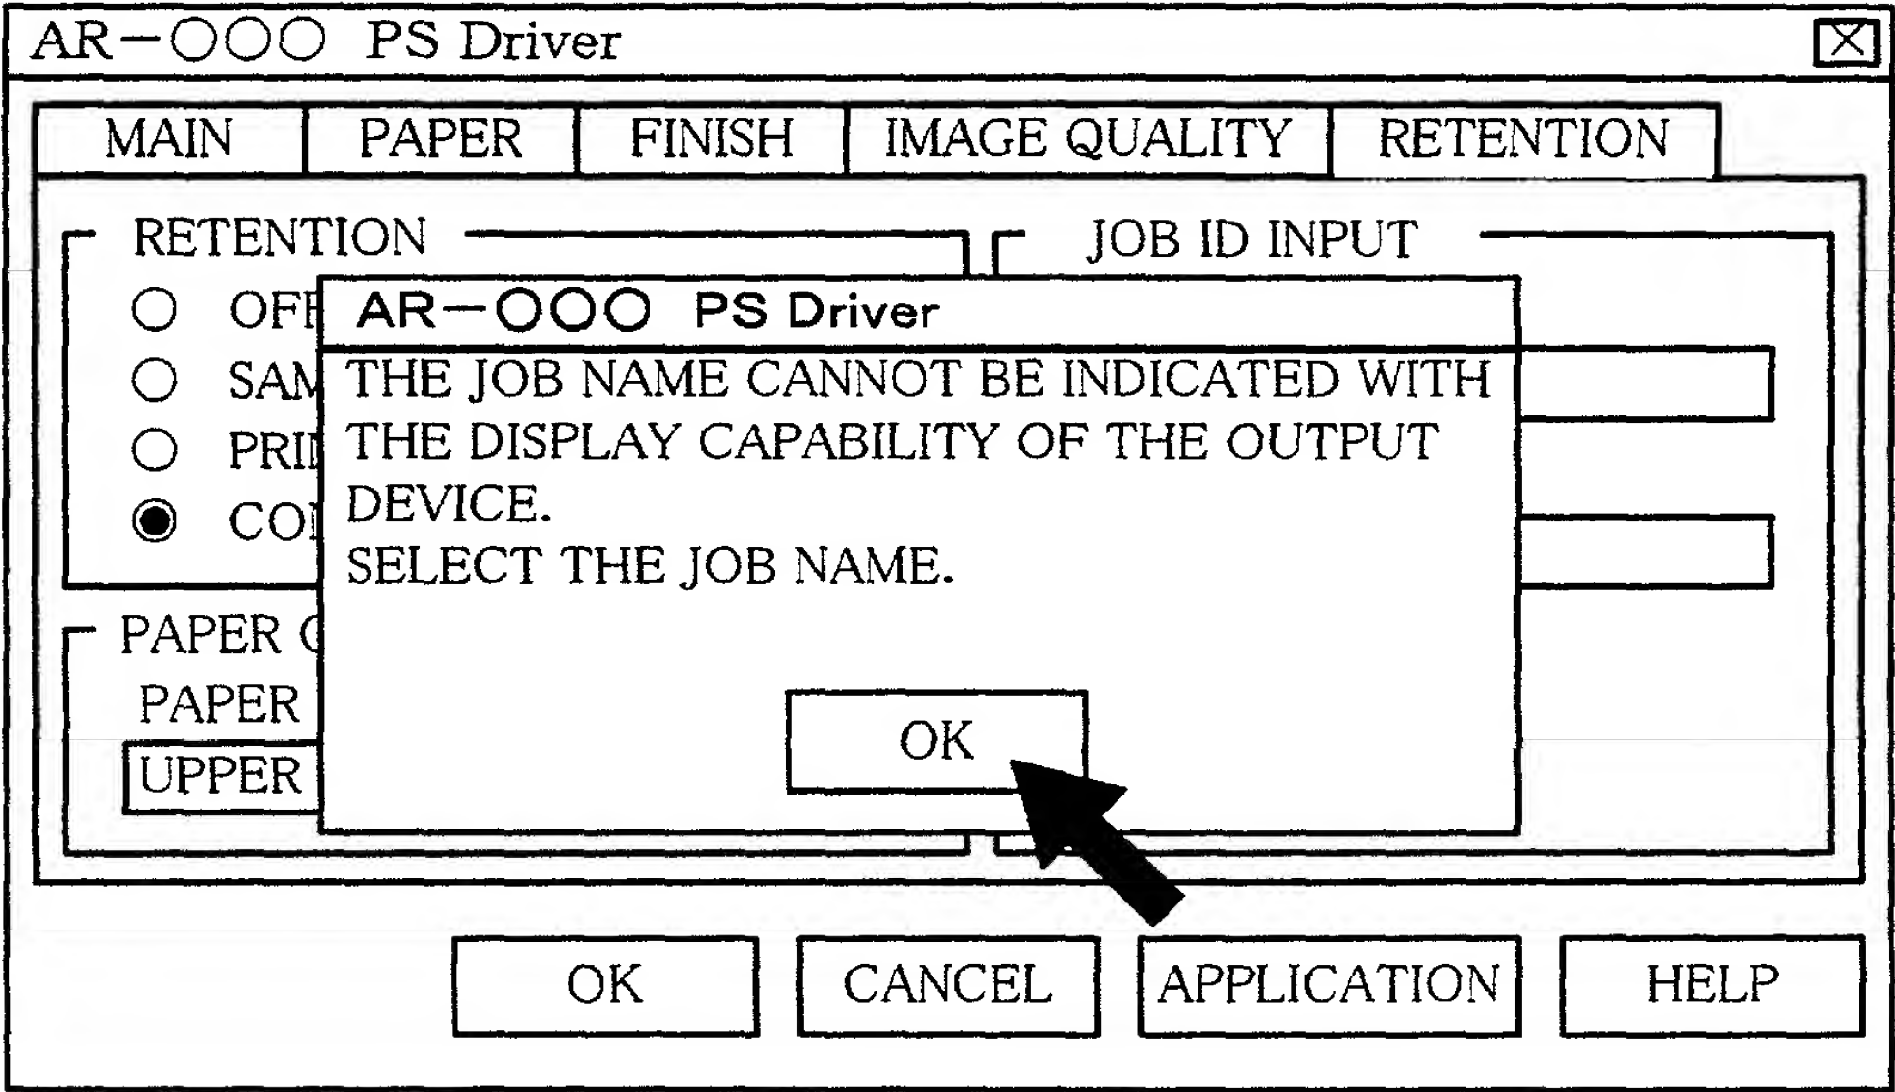 AR-○○○ PS Driver
MAIN PAPER FINISH IMAGE QUALITY RETENTION
RETENTION
JOB ID INPUT
AR-○○○ PS Driver
THE JOB NAME CANNOT BE INDICATED WITH
THE DISPLAY CAPABILITY OF THE OUTPUT
DEVICE.
SELECT THE JOB NAME.
PAPER
PAPER
UPPER
OK
OK CANCEL APPLICATION HELP